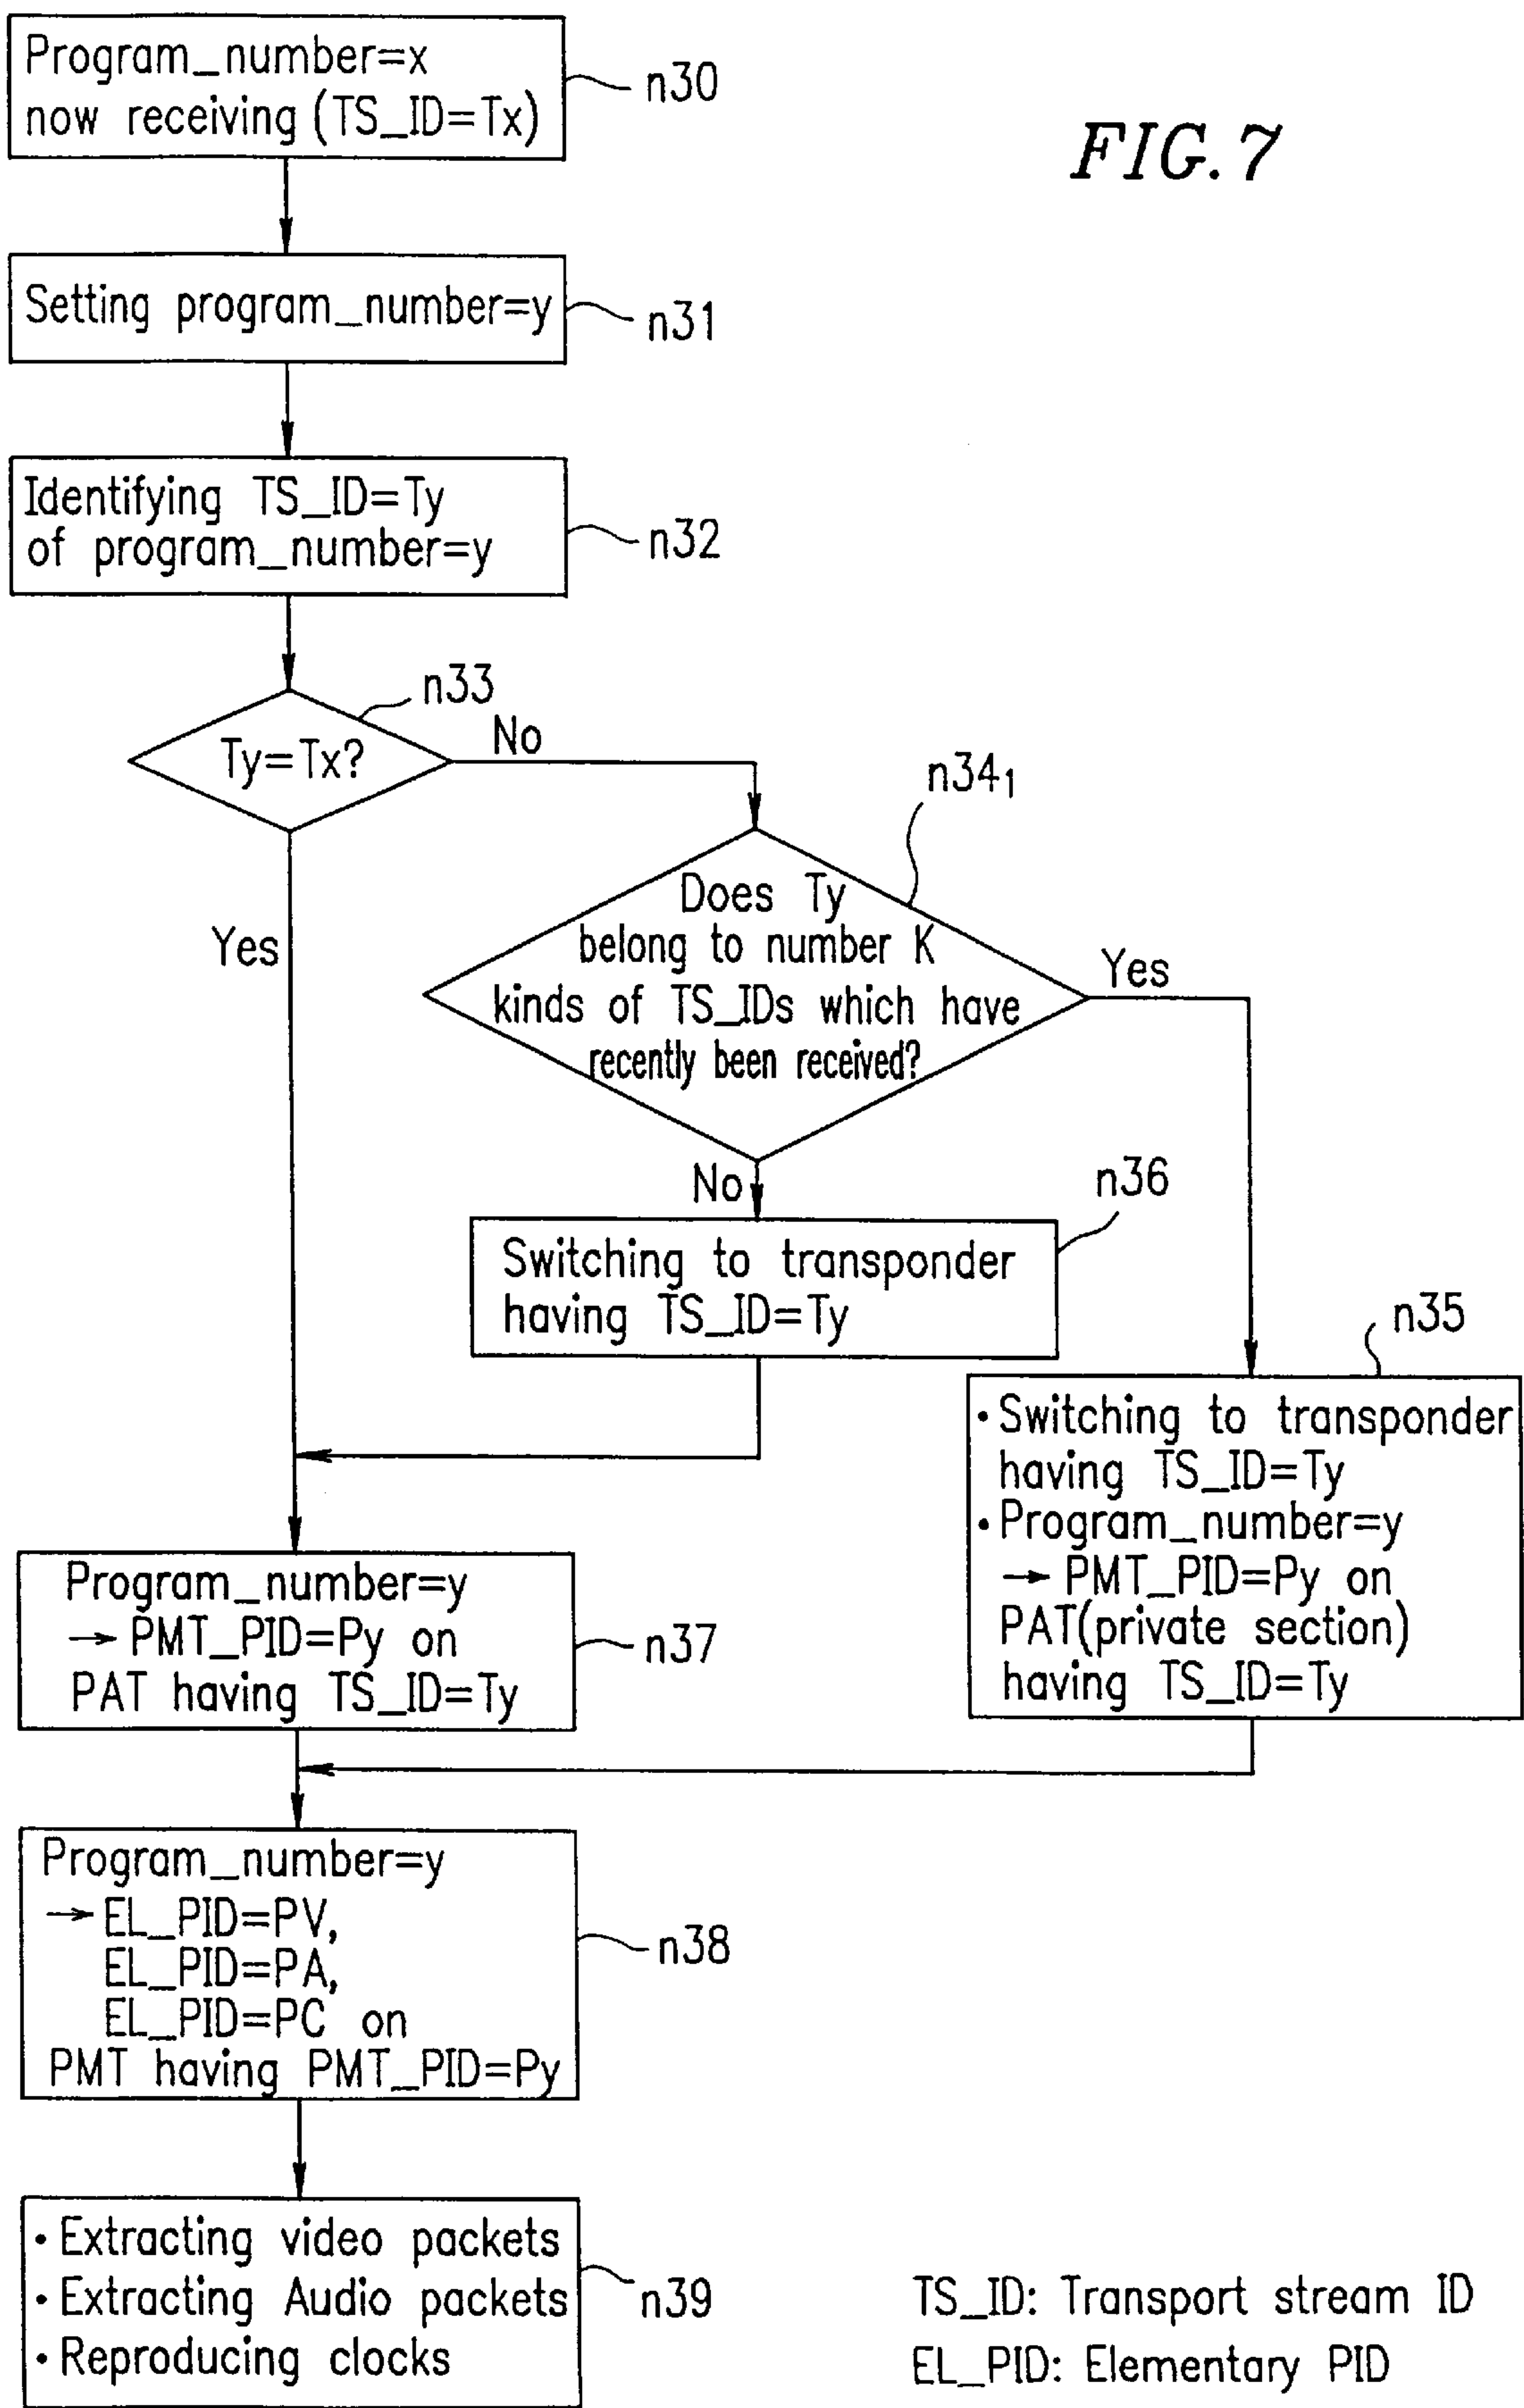 Program_number=x
now receiving (TS_ID=Tx)
n30
FIG. 7
Setting program_number=y
n31
Identifying TS_ID=Ty
of program_number=y
n32
n33
Ty=Tx?
No
n34₁
Does Ty
belong to number K
kinds of TS_IDs which have
recently been received?
Yes
Yes
No
n36
Switching to transponder
having TS_ID=Ty
n35
• Switching to transponder
having TS_ID=Ty
• Program_number=y
→ PMT_PID=Py on
PAT(private section)
having TS_ID=Ty
Program_number=y
→ PMT_PID=Py on
PAT having TS_ID=Ty
n37
Program_number=y
→ EL_PID=PV,
EL_PID=PA,
EL_PID=PC on
PMT having PMT_PID=Py
n38
• Extracting video packets
• Extracting Audio packets
• Reproducing clocks
n39
TS_ID: Transport stream ID
EL_PID: Elementary PID